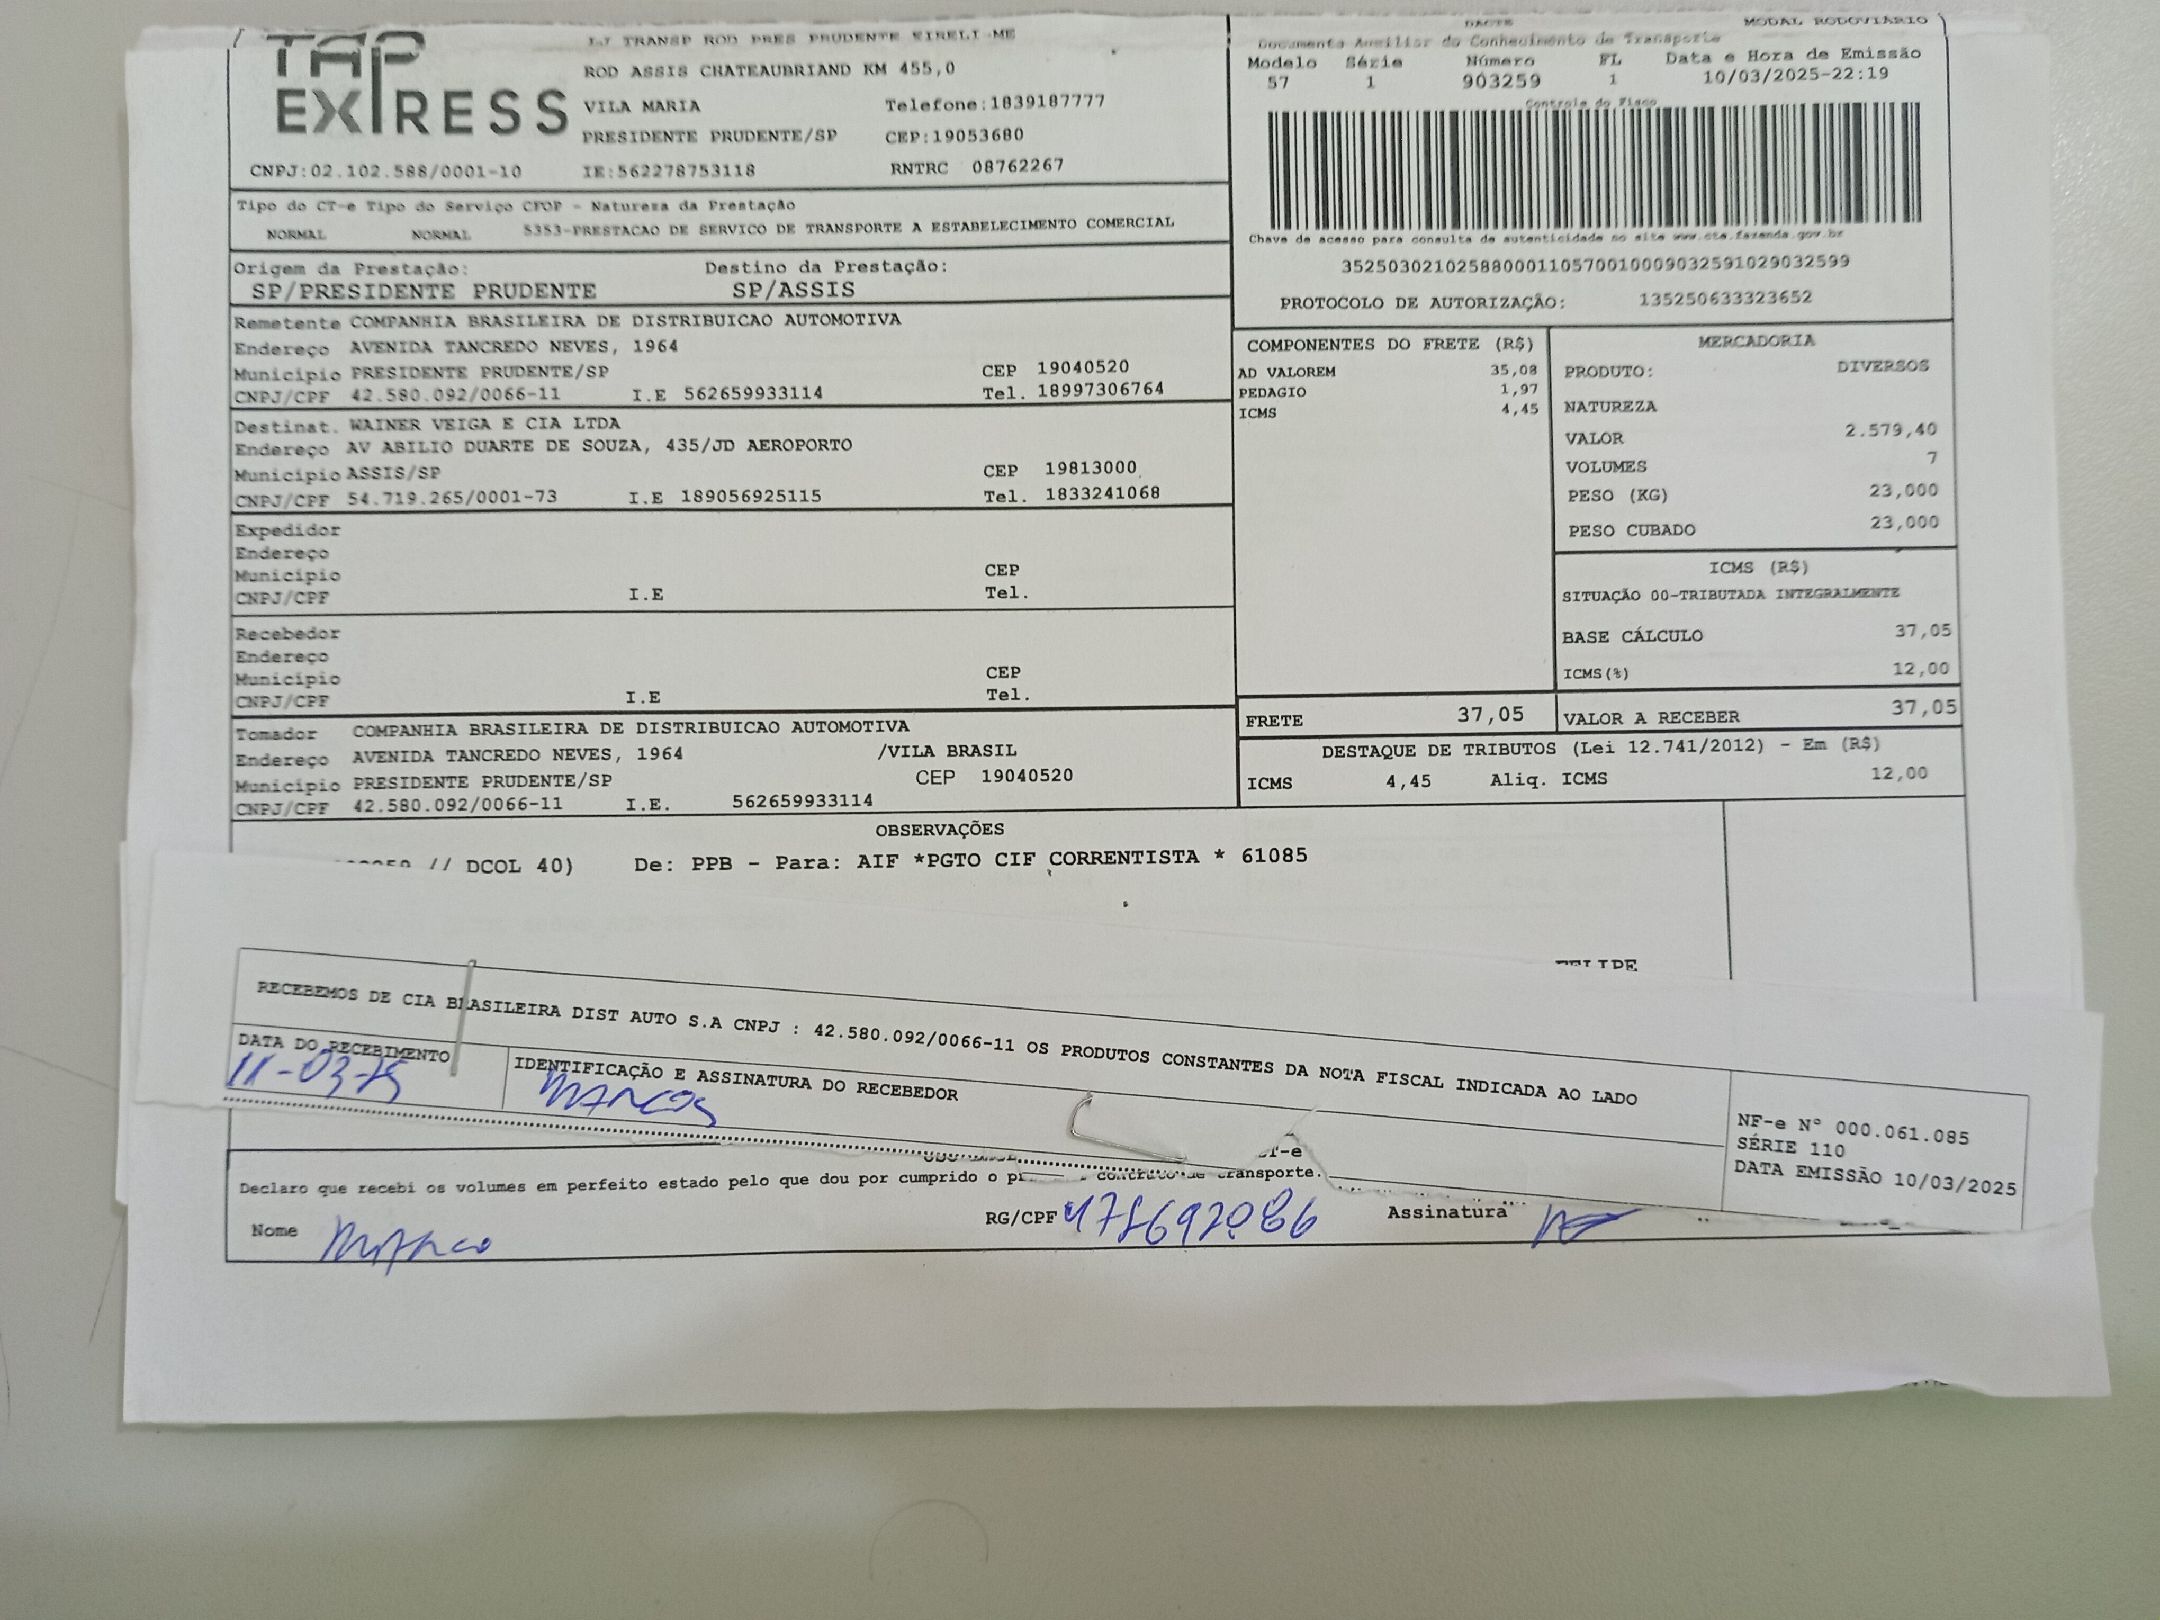 TAP EXPRESS
LJ TRANSP ROD PRES PRUDENTE EIRELI ME
ROD ASSIS CHATEAUBRIAND KM 455,0
VILA MARIA Telefone:1839187777
PRESIDENTE PRUDENTE/SP CEP:19053680
CNPJ:02.102.588/0001-10 IE:562278753118 RNTRC 08762267
DACTE MODAL RODOVIÁRIO
Documento Auxiliar do Conhecimento de Transporte
Modelo Série Número FL Data e Hora de Emissão
57 1 903259 1 10/03/2025-22:19
Controle do Fisco
Chave de acesso para consulta de autenticidade no site www.cte.fazenda.gov.br
35250302102588000110570010009032591029032599
PROTOCOLO DE AUTORIZAÇÃO: 135250633323652
Tipo do CT-e Tipo do Serviço CFOP - Natureza da Prestação
NORMAL NORMAL 5353-PRESTACAO DE SERVICO DE TRANSPORTE A ESTABELECIMENTO COMERCIAL
Origem da Prestação: Destino da Prestação:
SP/PRESIDENTE PRUDENTE SP/ASSIS
Remetente COMPANHIA BRASILEIRA DE DISTRIBUICAO AUTOMOTIVA
Endereço AVENIDA TANCREDO NEVES, 1964
Município PRESIDENTE PRUDENTE/SP CEP 19040520
CNPJ/CPF 42.580.092/0066-11 I.E 562659933114 Tel. 18997306764
Destinat. WAINER VEIGA E CIA LTDA
Endereço AV ABILIO DUARTE DE SOUZA, 435/JD AEROPORTO
Município ASSIS/SP CEP 19813000
CNPJ/CPF 54.719.265/0001-73 I.E 189056925115 Tel. 1833241068
Expedidor
Endereço
Município CEP
CNPJ/CPF I.E Tel.
Recebedor
Endereço
Município CEP
CNPJ/CPF I.E Tel.
Tomador COMPANHIA BRASILEIRA DE DISTRIBUICAO AUTOMOTIVA
Endereço AVENIDA TANCREDO NEVES, 1964 /VILA BRASIL
Município PRESIDENTE PRUDENTE/SP CEP 19040520
CNPJ/CPF 42.580.092/0066-11 I.E. 562659933114
COMPONENTES DO FRETE (R$)
AD VALOREM 35,08
PEDAGIO 1,97
ICMS 4,45
MERCADORIA
PRODUTO: DIVERSOS
NATUREZA
VALOR 2.579,40
VOLUMES 7
PESO (KG) 23,000
PESO CUBADO 23,000
ICMS (R$)
SITUAÇÃO 00-TRIBUTADA INTEGRALMENTE
BASE CÁLCULO 37,05
ICMS(%) 12,00
FRETE 37,05 VALOR A RECEBER 37,05
DESTAQUE DE TRIBUTOS (Lei 12.741/2012) - Em (R$)
ICMS 4,45 Aliq. ICMS 12,00
OBSERVAÇÕES
// DCOL 40) De: PPB - Para: AIF *PGTO CIF CORRENTISTA * 61085
RECEBEMOS DE CIA BRASILEIRA DIST AUTO S.A CNPJ : 42.580.092/0066-11 OS PRODUTOS CONSTANTES DA NOTA FISCAL INDICADA AO LADO
DATA DO RECEBIMENTO IDENTIFICAÇÃO E ASSINATURA DO RECEBEDOR
11-03-25 MARCOS
NF-e Nº 000.061.085
SÉRIE 110
DATA EMISSÃO 10/03/2025
CT-e
Declaro que recebi os volumes em perfeito estado pelo que dou por cumprido o contrato de transporte.
Nome RG/CPF Assinatura